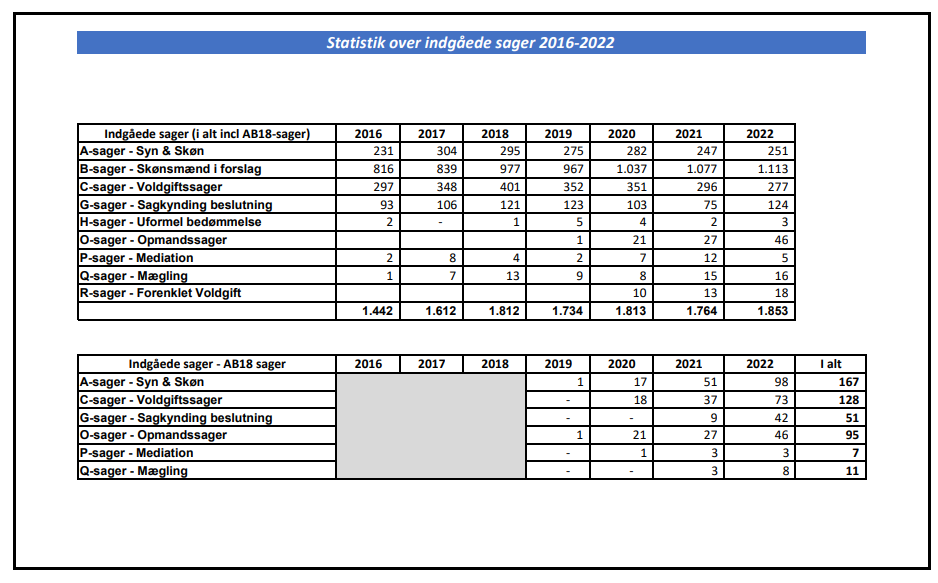 Statistik over indgåede sager 2016-2022
Indgåede sager (i alt incl AB18-sager) 2016 2017 2018 2019 2020 2021 2022
A-sager - Syn & Skøn 231 304 295 275 282 247 251
B-sager - Skønsmænd i forslag 816 839 977 967 1.037 1.077 1.113
C-sager - Voldgiftssager 297 348 401 352 351 296 277
G-sager - Sagkynding beslutning 93 106 121 123 103 75 124
H-sager - Uformel bedømmelse 2 - 1 5 4 2 3
O-sager - Opmandssager 1 21 27 46
P-sager - Mediation 2 8 4 2 7 12 5
Q-sager - Mægling 1 7 13 9 8 15 16
R-sager - Forenklet Voldgift 10 13 18
1.442 1.612 1.812 1.734 1.813 1.764 1.853
Indgåede sager - AB18 sager 2016 2017 2018 2019 2020 2021 2022 I alt
A-sager - Syn & Skøn 1 17 51 98 167
C-sager - Voldgiftssager - 18 37 73 128
G-sager - Sagkynding beslutning - - 9 42 51
O-sager - Opmandssager 1 21 27 46 95
P-sager - Mediation - 1 3 3 7
Q-sager - Mægling - - 3 8 11